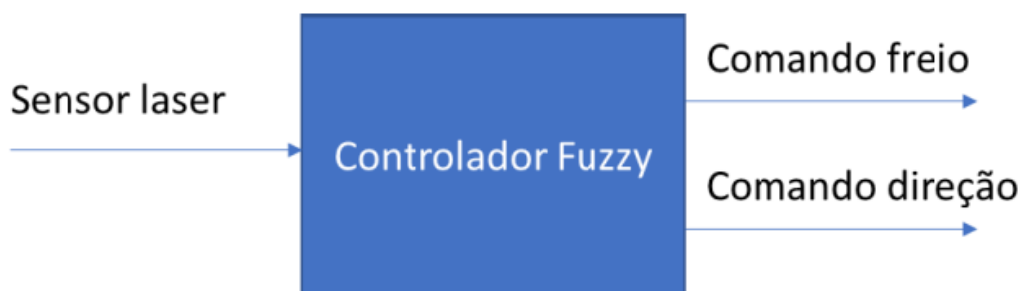 Sensor laser
Controlador Fuzzy
Comando freio
Comando direção